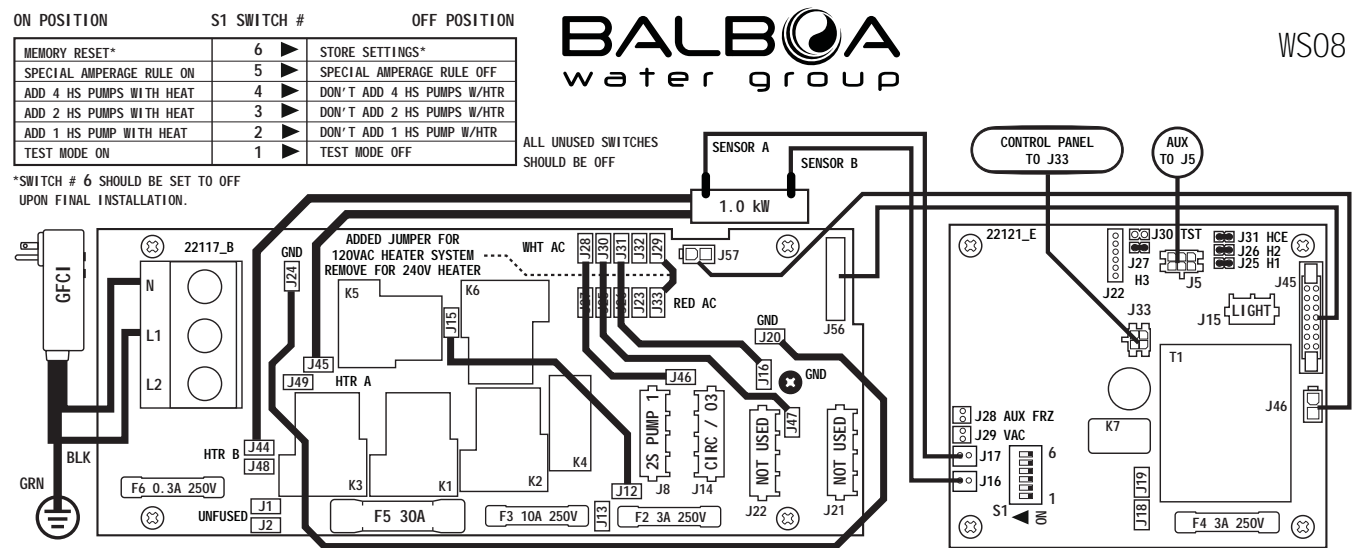 ON POSITION S1 SWITCH # OFF POSITION
MEMORY RESET* 6 ► STORE SETTINGS*
SPECIAL AMPERAGE RULE ON 5 ► SPECIAL AMPERAGE RULE OFF
ADD 4 HS PUMPS WITH HEAT 4 ► DON'T ADD 4 HS PUMPS W/HTR
ADD 2 HS PUMPS WITH HEAT 3 ► DON'T ADD 2 HS PUMPS W/HTR
ADD 1 HS PUMP WITH HEAT 2 ► DON'T ADD 1 HS PUMP W/HTR
TEST MODE ON 1 ► TEST MODE OFF
*SWITCH # 6 SHOULD BE SET TO OFF
UPON FINAL INSTALLATION.
ALL UNUSED SWITCHES
SHOULD BE OFF
BALBOA
water group
WS08
SENSOR A
SENSOR B
1.0 kW
CONTROL PANEL
TO J33
AUX
TO J5
GFCI
GRN
BLK
22117_B
N
L1
L2
GND
J24
ADDED JUMPER FOR
120VAC HEATER SYSTEM
REMOVE FOR 240V HEATER
WHT AC
J28
J30
J31
J32
J29
J57
J23
J33
RED AC
K5
K6
J15
J56
GND
J20
J45
J49
HTR A
J46
J16
GND
J47
HTR B
J44
J48
K3
K1
K2
K4
2S PUMP 1
J8
CIRC / O3
J14
NOT USED
J22
NOT USED
J21
F6 0.3A 250V
UNFUSED
J1
J2
F5 30A
F3 10A 250V
J13
J12
F2 3A 250V
22121_E
J30 TST
J27
H3
J22
J5
J31 HCE
J26 H2
J25 H1
J45
J33
J15
LIGHT
T1
J46
K7
J28 AUX FRZ
J29 VAC
J17
J16
6
1
S1
ON
J19
J18
F4 3A 250V